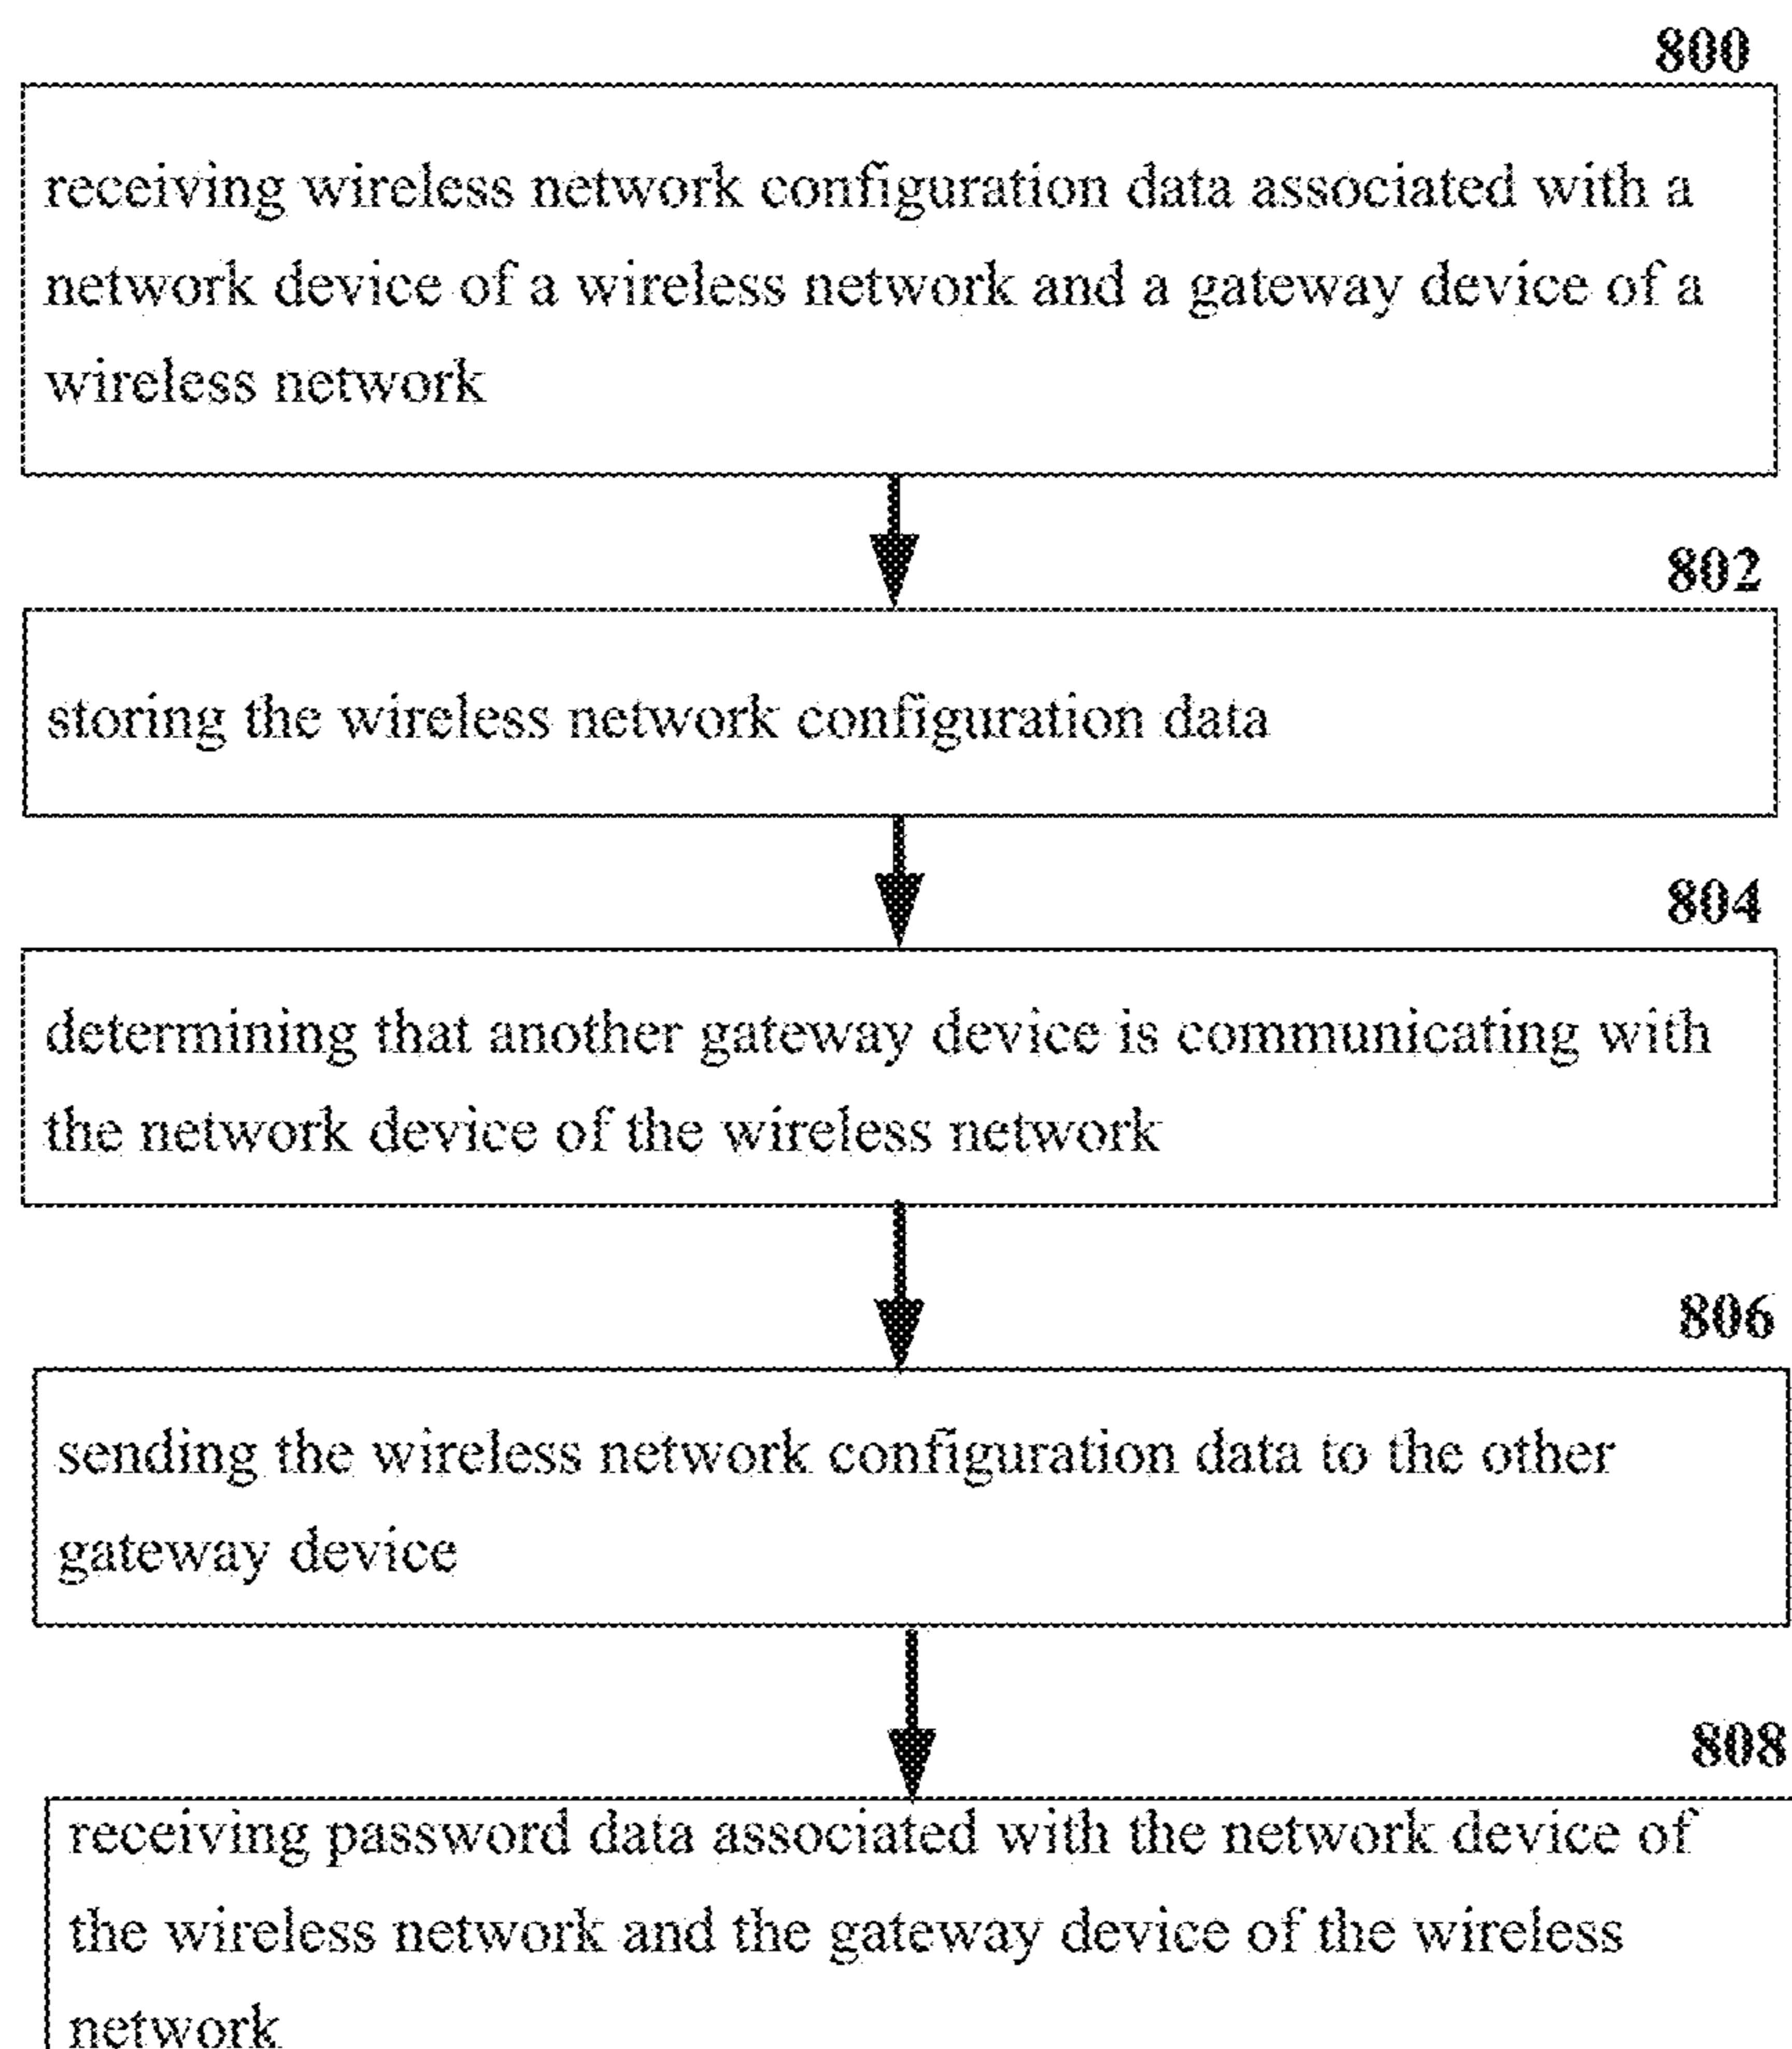 800
receiving wireless network configuration data associated with a
network device of a wireless network and a gateway device of a
wireless network
802
storing the wireless network configuration data
804
determining that another gateway device is communicating with
the network device of the wireless network
806
sending the wireless network configuration data to the other
gateway device
808
receiving password data associated with the network device of
the wireless network and the gateway device of the wireless
network